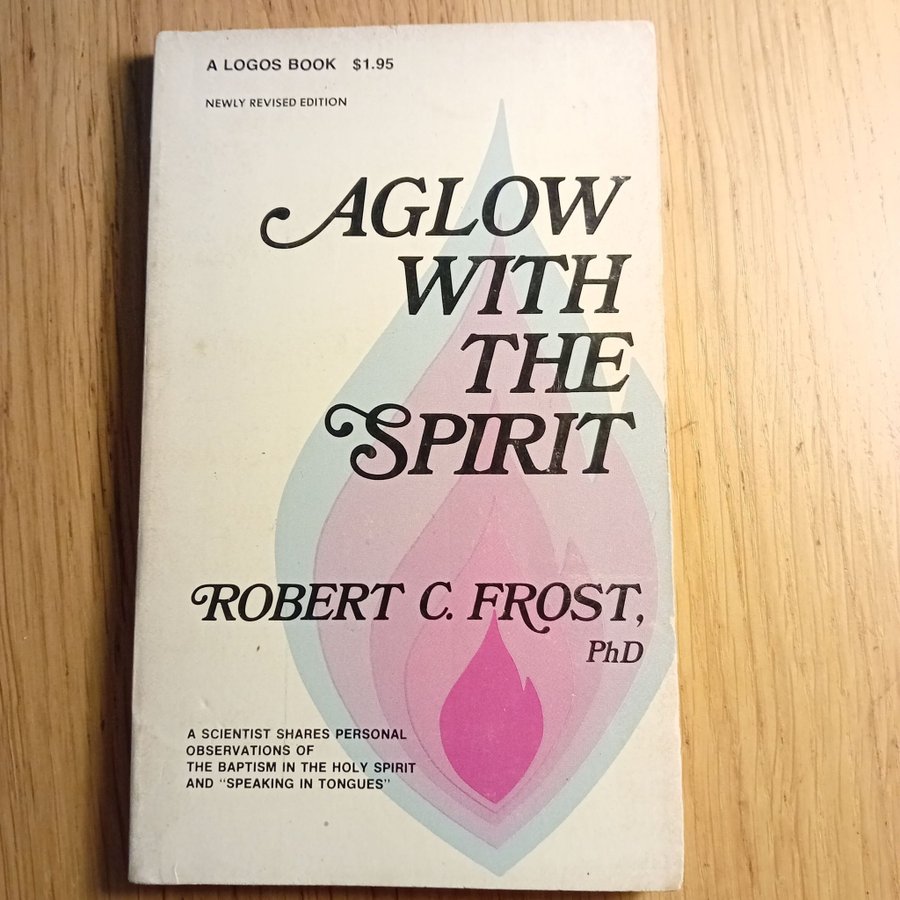 A LOGOS BOOK $1.95
NEWLY REVISED EDITION
AGLOW
WITH
THE
SPIRIT
ROBERT C. FROST,
PhD
A SCIENTIST SHARES PERSONAL
OBSERVATIONS OF
THE BAPTISM IN THE HOLY SPIRIT
AND "SPEAKING IN TONGUES"